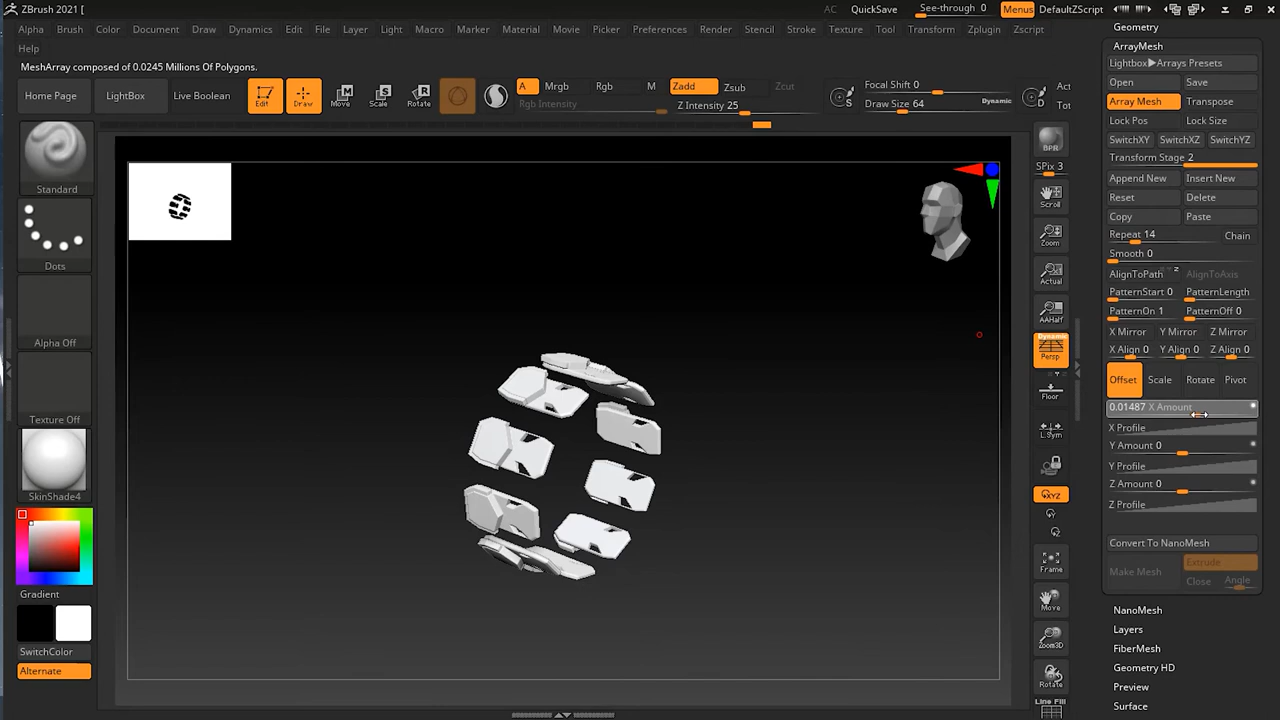 ZBrush 2021 [
AC QuickSave See-through 0 Menus DefaultZScript
Alpha Brush Color Document Draw Dynamics Edit File Layer Light Macro Marker Material Movie Picker Preferences Render Stencil Stroke Texture Tool Transform Zplugin Zscript
Help
MeshArray composed of 0.0245 Millions Of Polygons.
Home Page LightBox Live Boolean Edit Draw Move Scale Rotate
A Mrgb Rgb M Zadd Zsub Zcut
Rgb Intensity Z Intensity 25
Focal Shift 0
Draw Size 64 Dynamic
S D
Act
Tot
Standard
Dots
Alpha Off
Texture Off
SkinShade4
Gradient
SwitchColor
Alternate
BPR
SPix 3
Scroll
Zoom
Actual
AAHalf
Dynamic
Persp
Floor
L.Sym
XYZ
Y
Z
Frame
Move
Zoom3D
Rotate
Line Fill
Geometry
ArrayMesh
Lightbox▶Arrays Presets
Open Save
Array Mesh Transpose
Lock Pos Lock Size
SwitchXY SwitchXZ SwitchYZ
Transform Stage 2
Append New Insert New
Reset Delete
Copy Paste
Repeat 14 Chain
Smooth 0
AlignToPath z AlignToAxis
PatternStart 0 PatternLength
PatternOn 1 PatternOff 0
X Mirror Y Mirror Z Mirror
X Align 0 Y Align 0 Z Align 0
Offset Scale Rotate Pivot
0.01487 X Amount
X Profile
Y Amount 0
Y Profile
Z Amount 0
Z Profile
Convert To NanoMesh
Make Mesh Extrude
Close Angle
NanoMesh
Layers
FiberMesh
Geometry HD
Preview
Surface